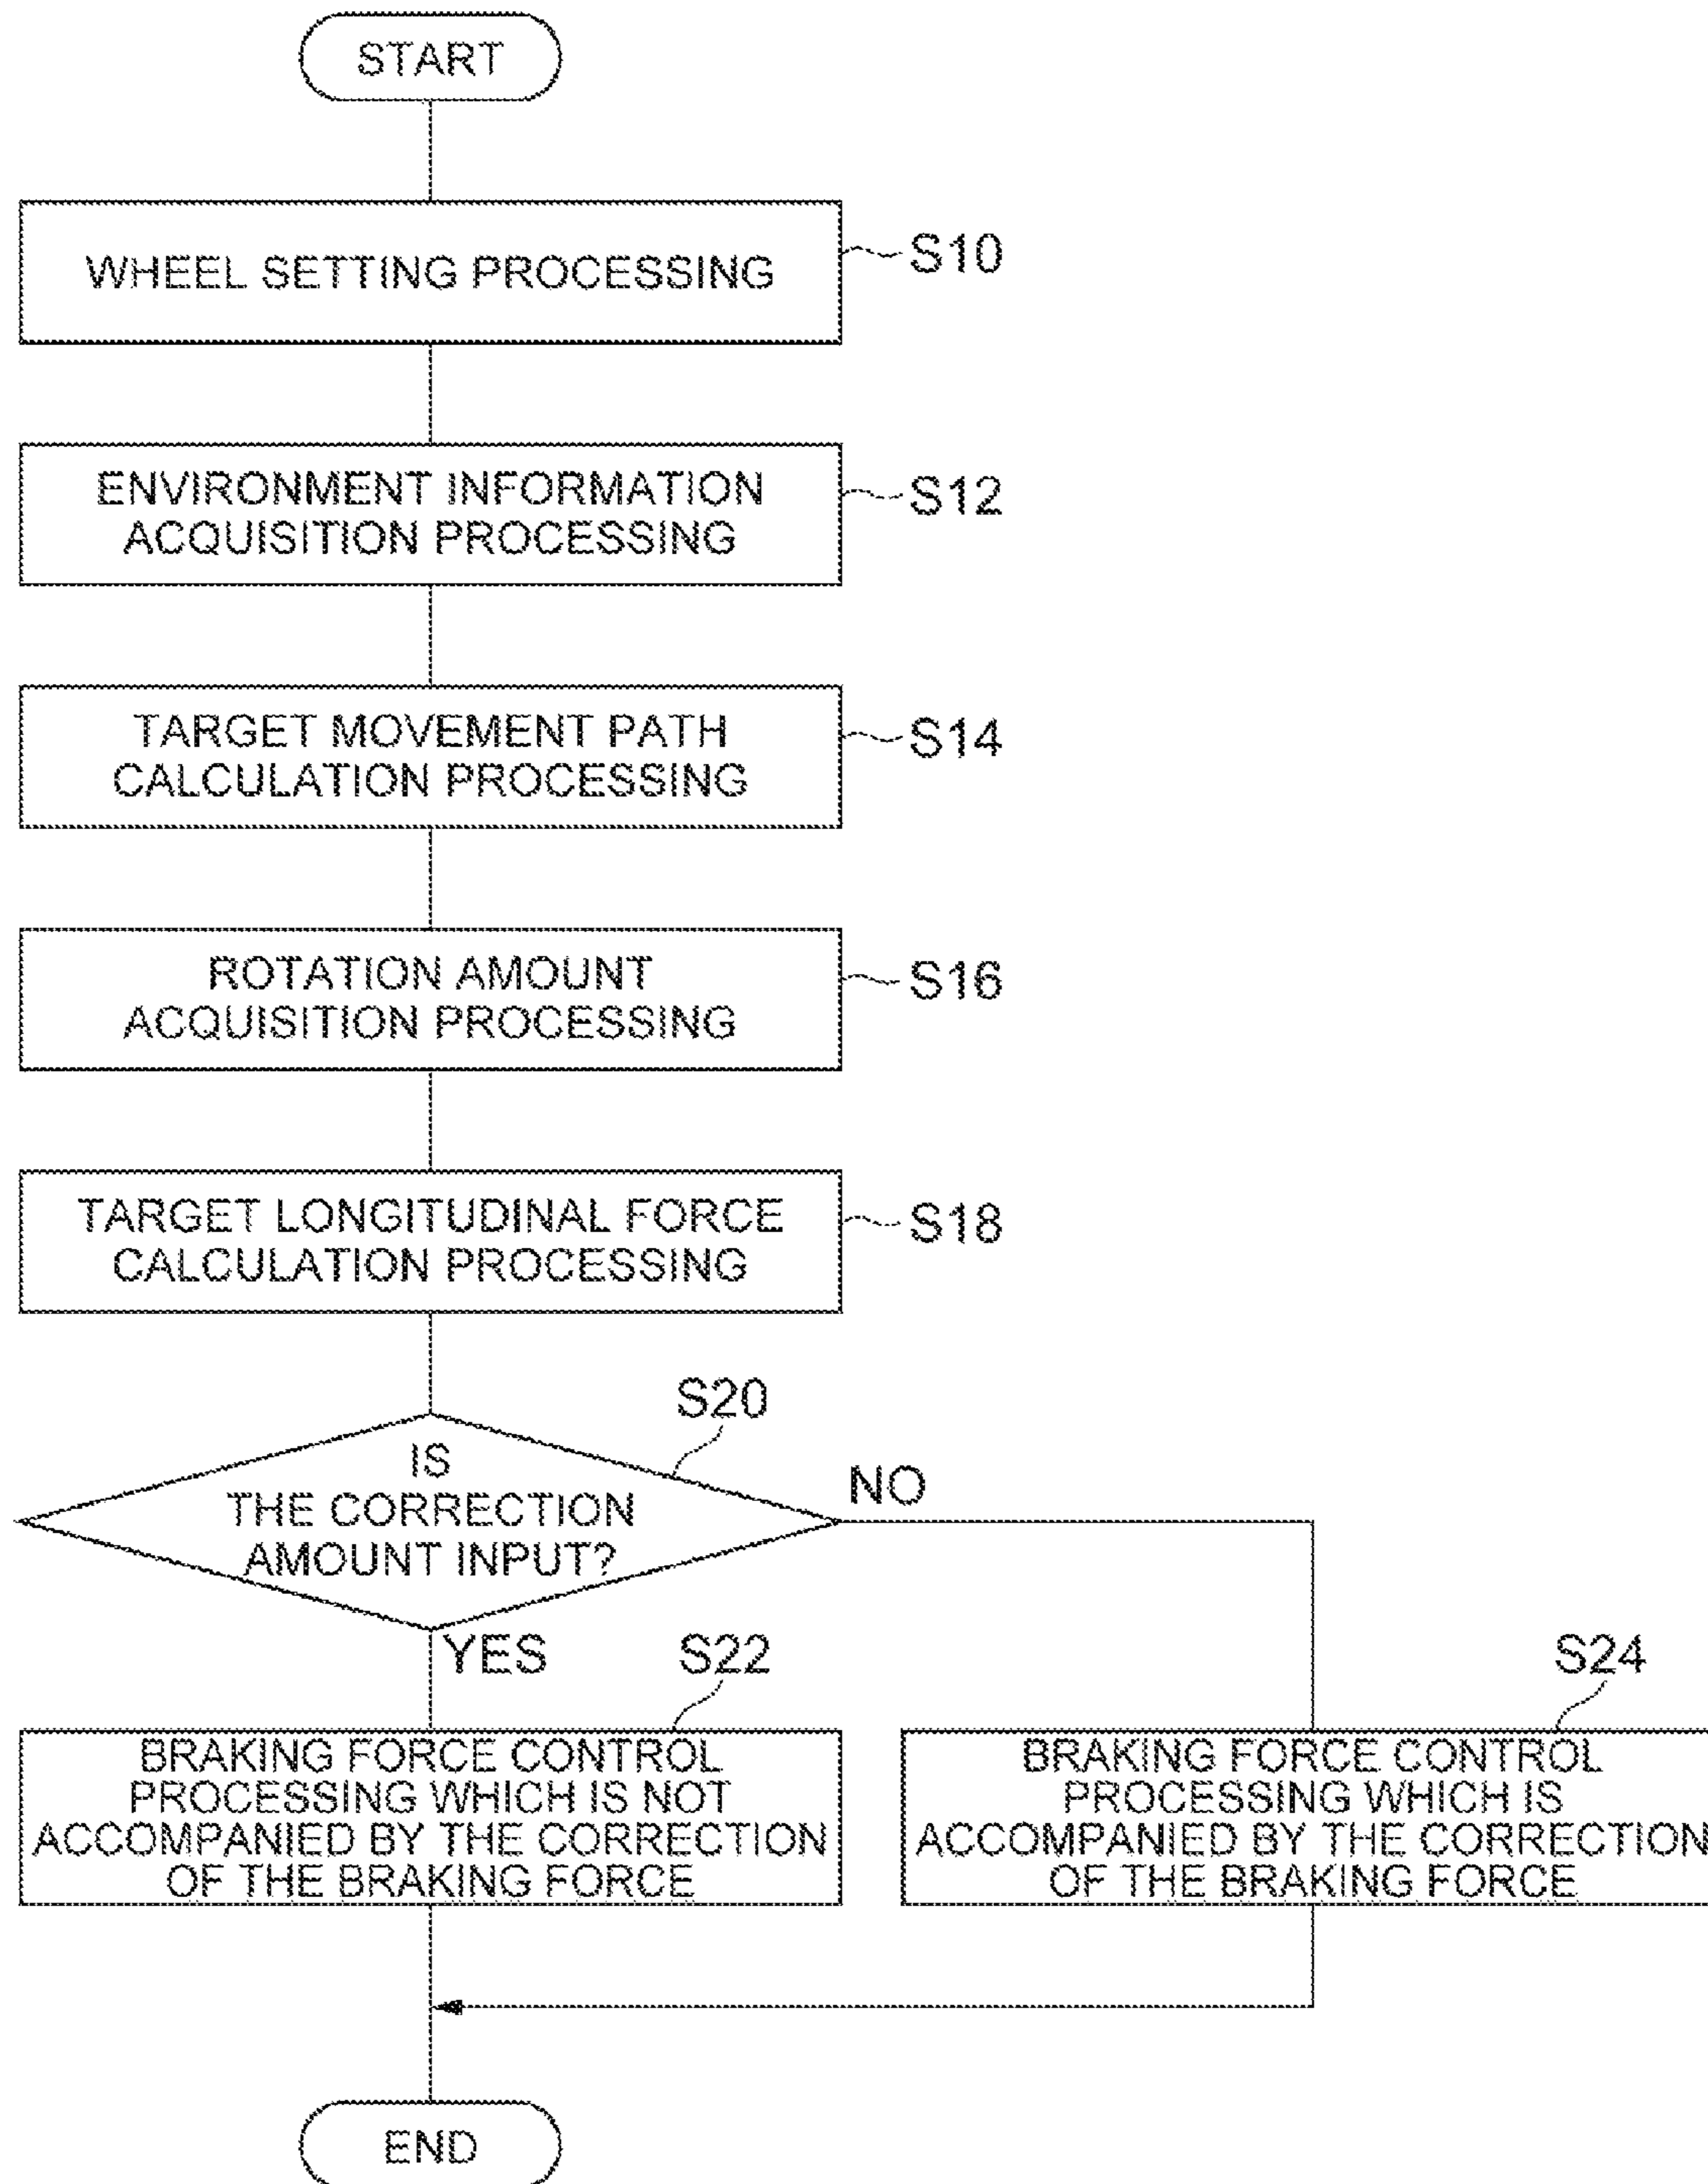 START
WHEEL SETTING PROCESSING
S10
ENVIRONMENT INFORMATION
ACQUISITION PROCESSING
S12
TARGET MOVEMENT PATH
CALCULATION PROCESSING
S14
ROTATION AMOUNT
ACQUISITION PROCESSING
S16
TARGET LONGITUDINAL FORCE
CALCULATION PROCESSING
S18
S20
IS
THE CORRECTION
AMOUNT INPUT?
NO
YES
S22
BRAKING FORCE CONTROL
PROCESSING WHICH IS NOT
ACCOMPANIED BY THE CORRECTION
OF THE BRAKING FORCE
S24
BRAKING FORCE CONTROL
PROCESSING WHICH IS
ACCOMPANIED BY THE CORRECTION
OF THE BRAKING FORCE
END